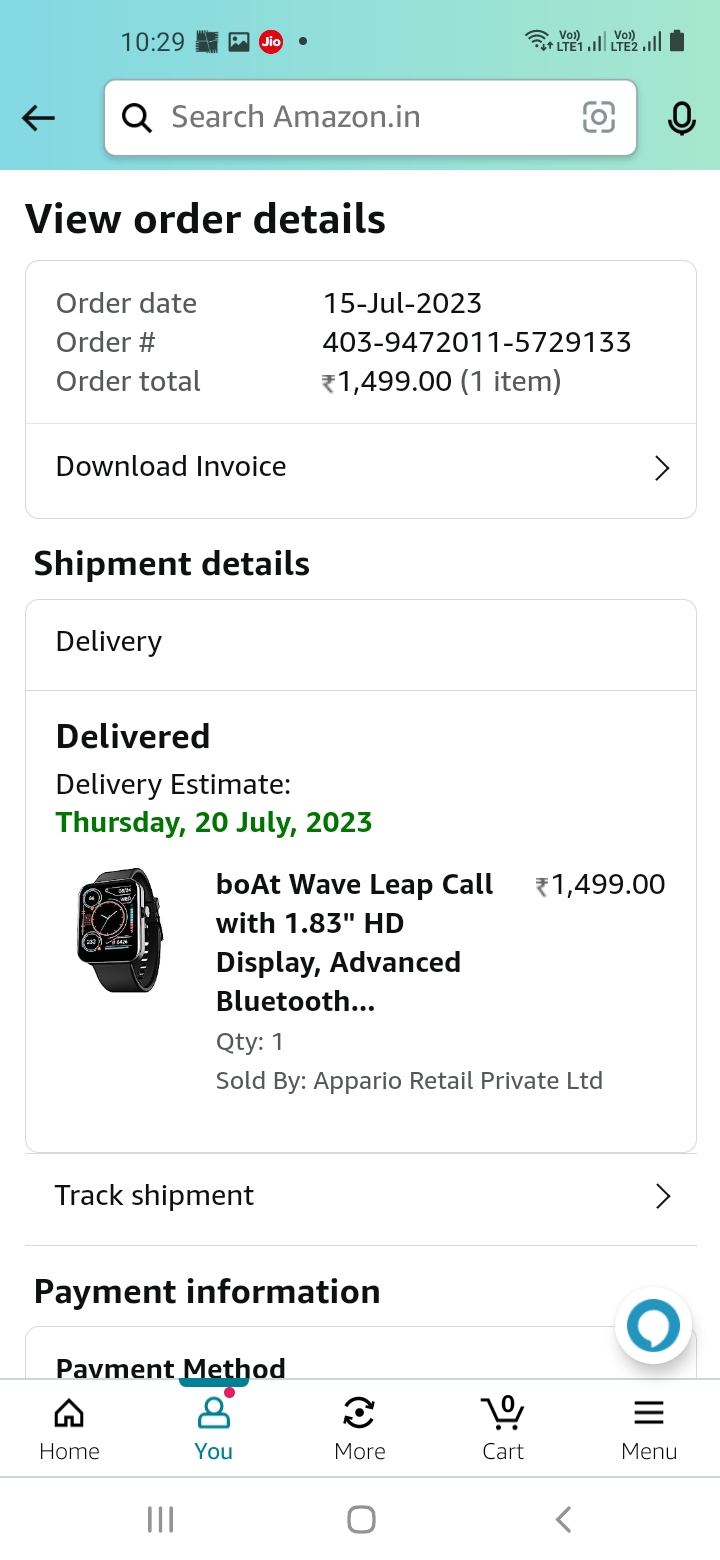 10:29 Jio Vo)) LTE1 Vo)) LTE2
Search Amazon.in
View order details
Order date 15-Jul-2023
Order # 403-9472011-5729133
Order total ₹1,499.00 (1 item)
Download Invoice
Shipment details
Delivery
Delivered
Delivery Estimate:
Thursday, 20 July, 2023
boAt Wave Leap Call ₹1,499.00
with 1.83" HD
Display, Advanced
Bluetooth...
Qty: 1
Sold By: Appario Retail Private Ltd
Track shipment
Payment information
Payment Method
0
Home You More Cart Menu